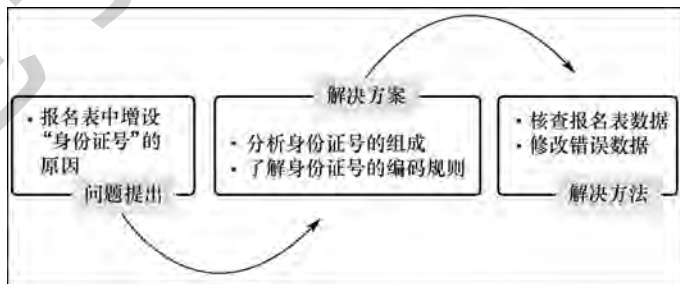 · 报名表中增设
“身份证号”的
原因
问题提出
解决方案
· 分析身份证号的组成
· 了解身份证号的编码规则
· 核查报名表数据
· 修改错误数据
解决方法